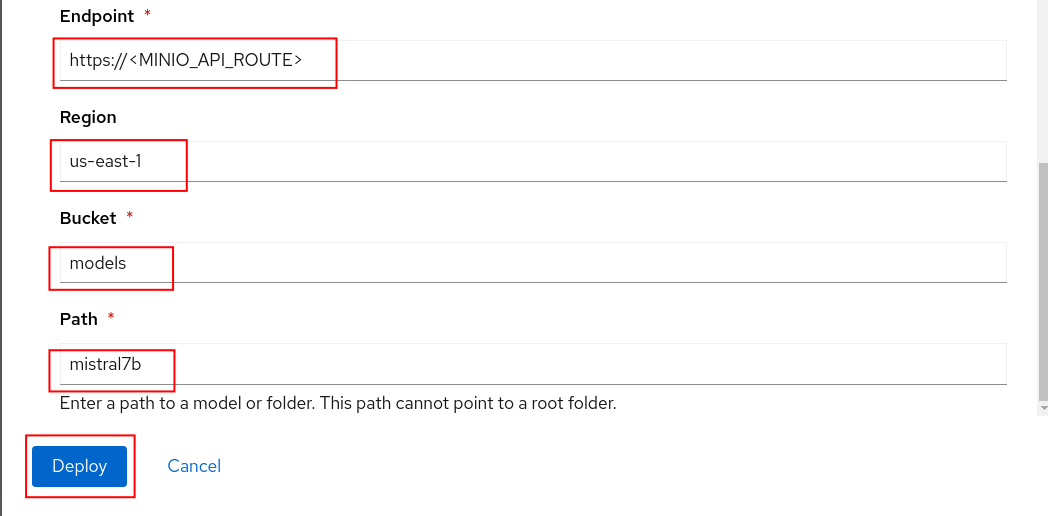 Endpoint *
https://<MINIO_API_ROUTE>
Region
us-east-1
Bucket *
models
Path *
mistral7b
Enter a path to a model or folder. This path cannot point to a root folder.
Deploy Cancel